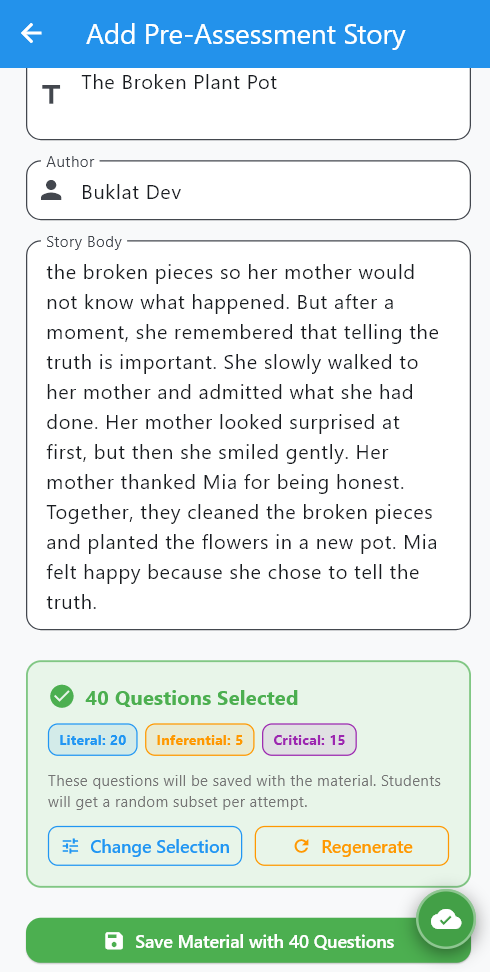 Add Pre-Assessment Story
The Broken Plant Pot
Author
Buklat Dev
Story Body
the broken pieces so her mother would
not know what happened. But after a
moment, she remembered that telling the
truth is important. She slowly walked to
her mother and admitted what she had
done. Her mother looked surprised at
first, but then she smiled gently. Her
mother thanked Mia for being honest.
Together, they cleaned the broken pieces
and planted the flowers in a new pot. Mia
felt happy because she chose to tell the
truth.
40 Questions Selected
Literal: 20 Inferential: 5 Critical: 15
These questions will be saved with the material. Students
will get a random subset per attempt.
Change Selection Regenerate
Save Material with 40 Questions